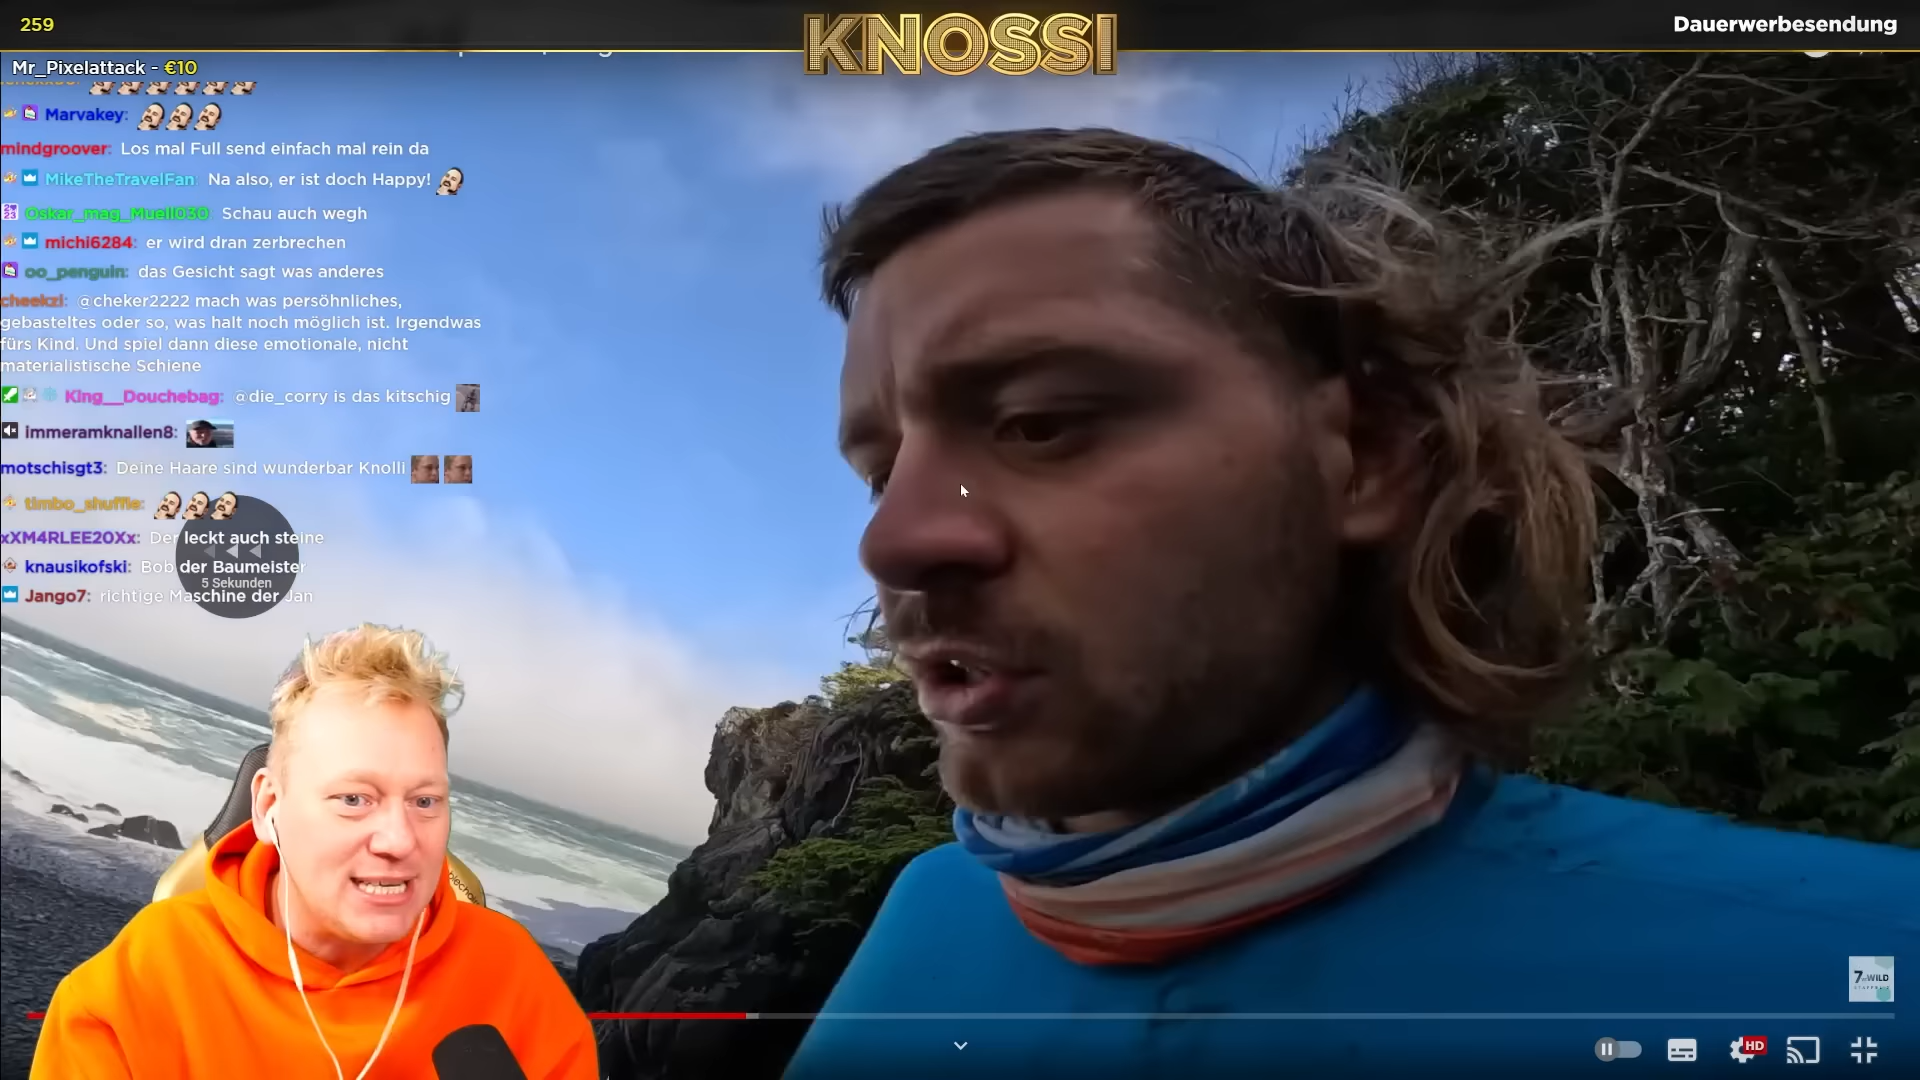 259
KNOSSI
Dauerwerbesendung
Mr_Pixelattack - €10
Marvakey:
mindgroover: Los mal Full send einfach mal rein da
MikeTheTravelFan: Na also, er ist doch Happy!
Oskar_mag_Muell030: Schau auch wegh
michi6284: er wird dran zerbrechen
oo_penguin: das Gesicht sagt was anderes
cheekzi: @cheker2222 mach was persöhnliches,
gebasteltes oder so, was halt noch möglich ist. Irgendwas
fürs Kind. Und spiel dann diese emotionale, nicht
materialistische Schiene
King__Douchebag: @die_corry is das kitschig
immeramknallen8:
motschisgt3: Deine Haare sind wunderbar Knolli
timbo_shuffle:
xXM4RLEE20Xx: Der leckt auch steine
knausikofski: Bob der Baumeister
5 Sekunden
Jango7: richtige Maschine der Jan
7 WILD
HD